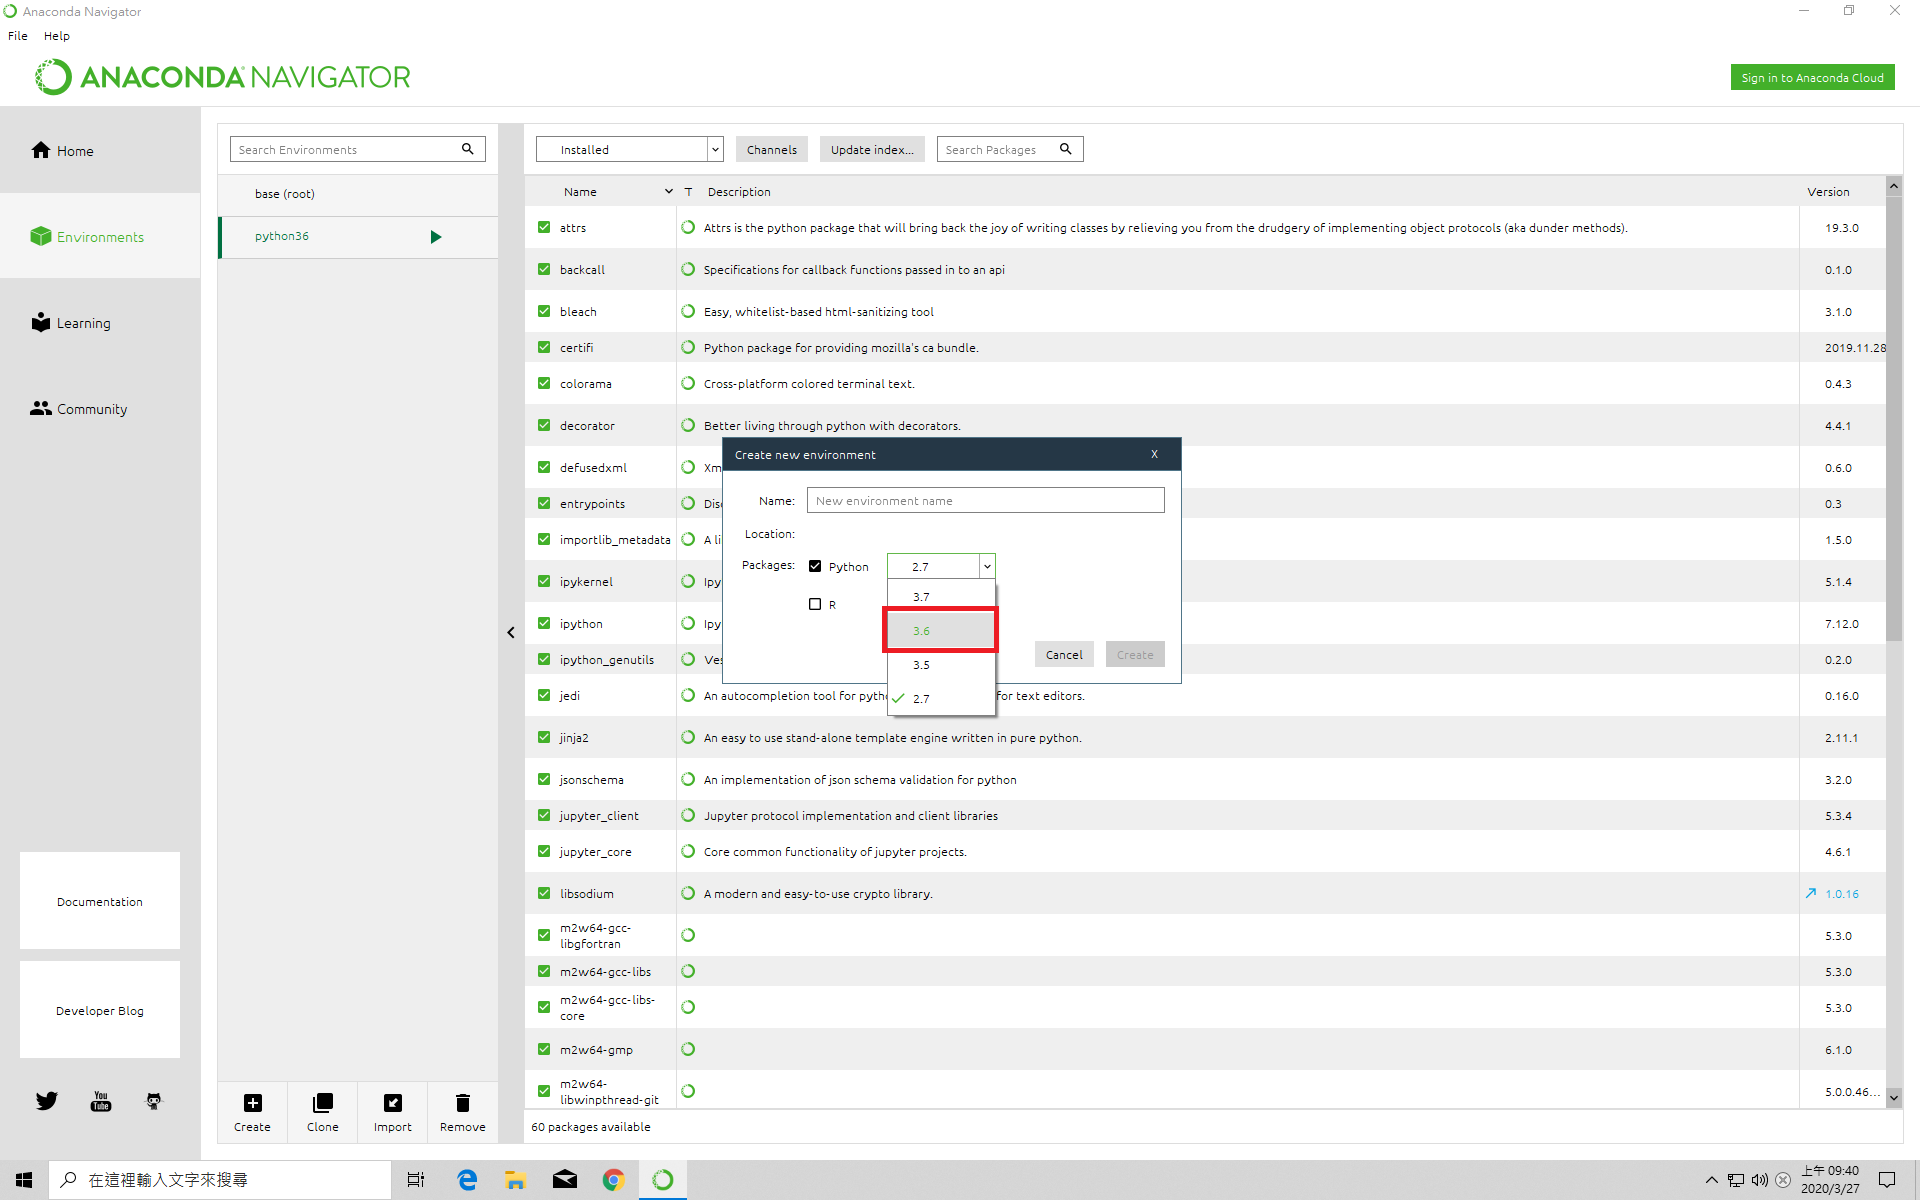 Anaconda Navigator
File Help
ANACONDA NAVIGATOR
Sign in to Anaconda Cloud
Home
Environments
Learning
Community
Documentation
Developer Blog
You
Tube
Search Environments
base (root)
python36
Create Clone Import Remove
Installed Channels Update index... Search Packages
Name T Description Version
attrs Attrs is the python package that will bring back the joy of writing classes by relieving you from the drudgery of implementing object protocols (aka dunder methods). 19.3.0
backcall Specifications for callback functions passed in to an api 0.1.0
bleach Easy, whitelist-based html-sanitizing tool 3.1.0
certifi Python package for providing mozilla's ca bundle. 2019.11.28
colorama Cross-platform colored terminal text. 0.4.3
decorator Better living through python with decorators. 4.4.1
defusedxml Xm 0.6.0
entrypoints Dis 0.3
importlib_metadata A li 1.5.0
ipykernel Ipy 5.1.4
ipython Ipy 7.12.0
ipython_genutils Ves 0.2.0
jedi An autocompletion tool for pyth for text editors. 0.16.0
jinja2 An easy to use stand-alone template engine written in pure python. 2.11.1
jsonschema An implementation of json schema validation for python 3.2.0
jupyter_client Jupyter protocol implementation and client libraries 5.3.4
jupyter_core Core common functionality of jupyter projects. 4.6.1
libsodium A modern and easy-to-use crypto library. 1.0.16
m2w64-gcc-
libgfortran 5.3.0
m2w64-gcc-libs 5.3.0
m2w64-gcc-libs-
core 5.3.0
m2w64-gmp 6.1.0
m2w64-
libwinpthread-git 5.0.0.46...
60 packages available
Create new environment X
Name: New environment name
Location:
Packages: Python 2.7
R
3.7
3.6
3.5
2.7
Cancel Create
在這裡輸入文字來搜尋
上午 09:40
2020/3/27